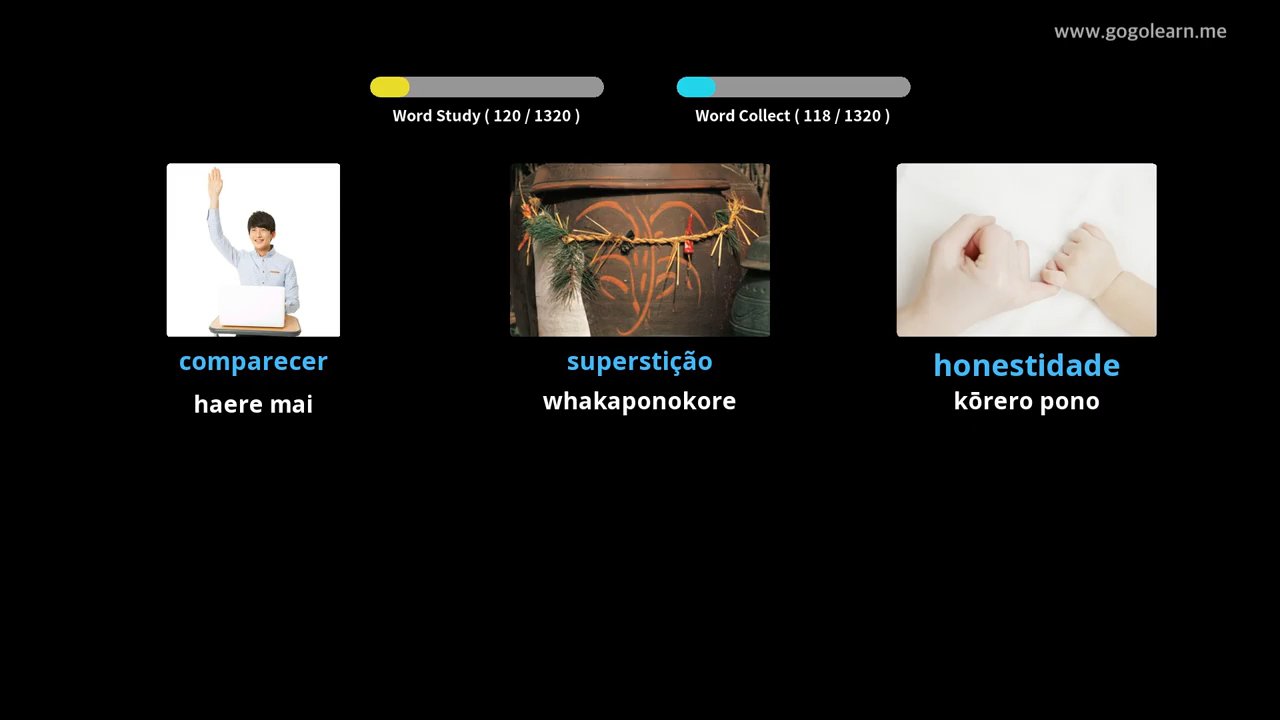 www.gogolearn.me
Word Study ( 120 / 1320 )
Word Collect ( 118 / 1320 )
comparecer
haere mai
superstição
whakaponokore
honestidade
kōrero pono